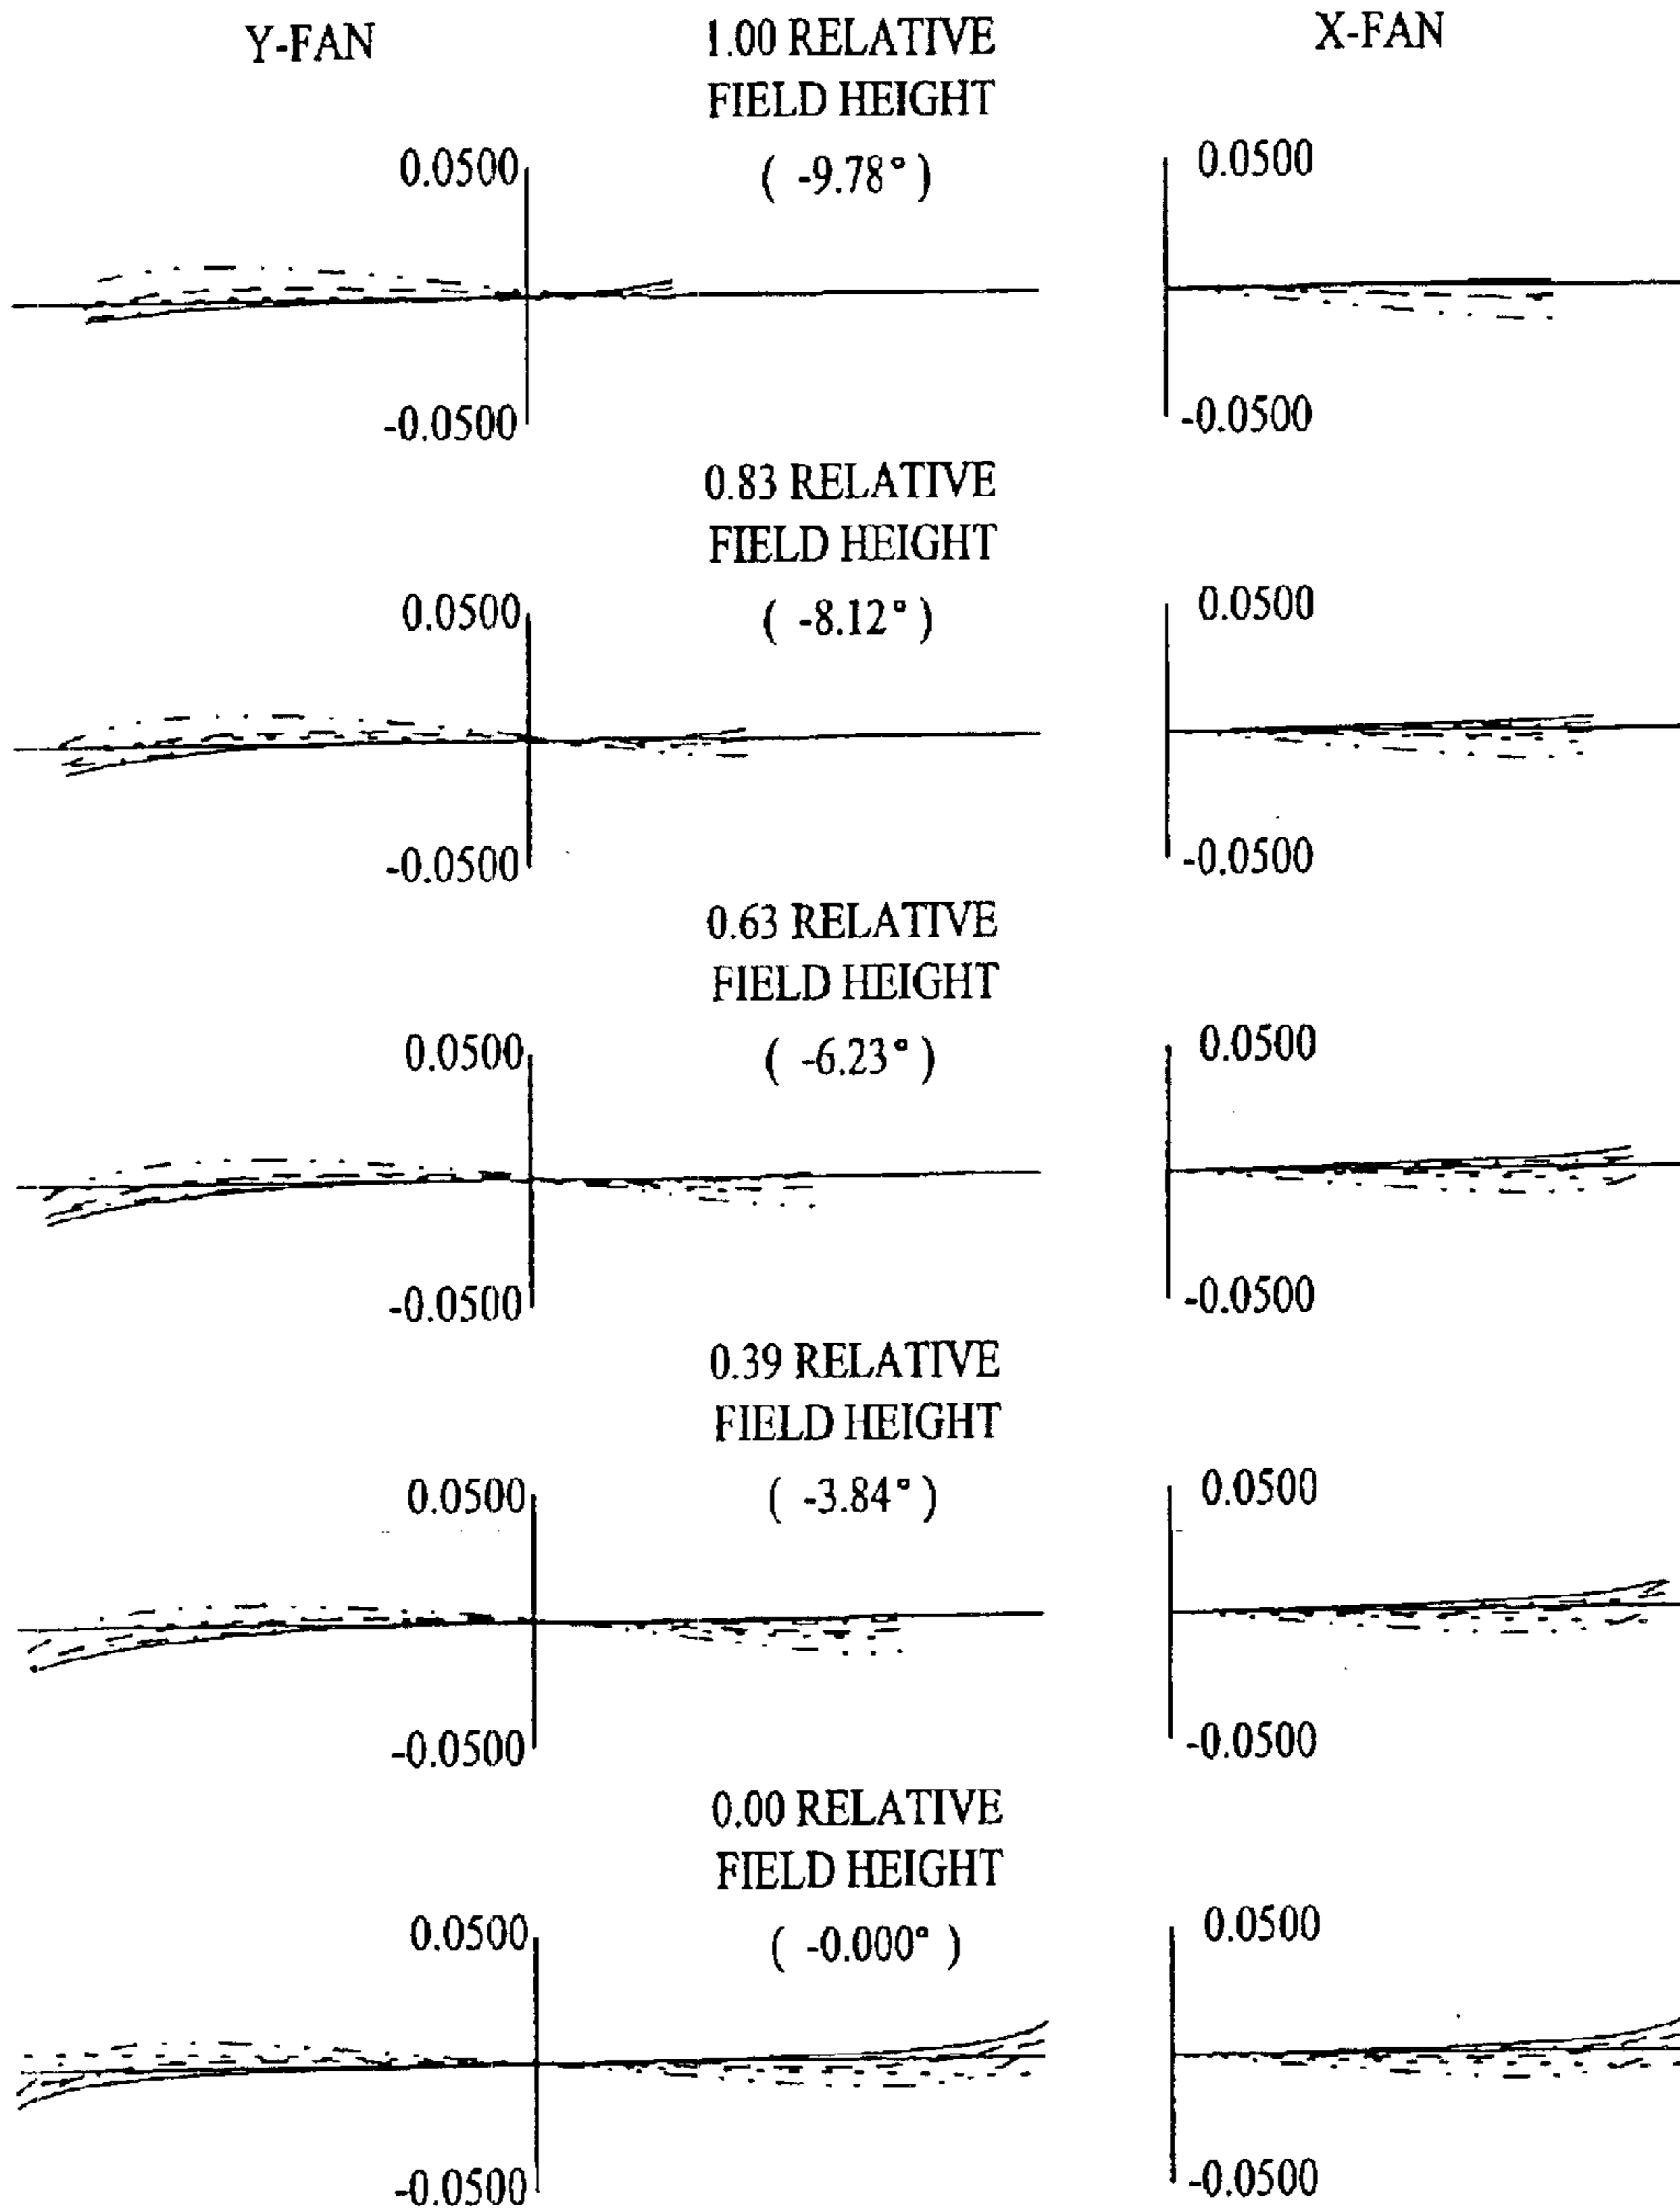 Y-FAN
1.00 RELATIVE
FIELD HEIGHT
( -9.78° )
X-FAN
0.0500
0.0500
-0.0500
-0.0500
0.83 RELATIVE
FIELD HEIGHT
( -8.12° )
0.0500
0.0500
-0.0500
-0.0500
0.63 RELATIVE
FIELD HEIGHT
( -6.23° )
0.0500
0.0500
-0.0500
-0.0500
0.39 RELATIVE
FIELD HEIGHT
( -3.84° )
0.0500
0.0500
-0.0500
-0.0500
0.00 RELATIVE
FIELD HEIGHT
( -0.000° )
0.0500
0.0500
-0.0500
-0.0500